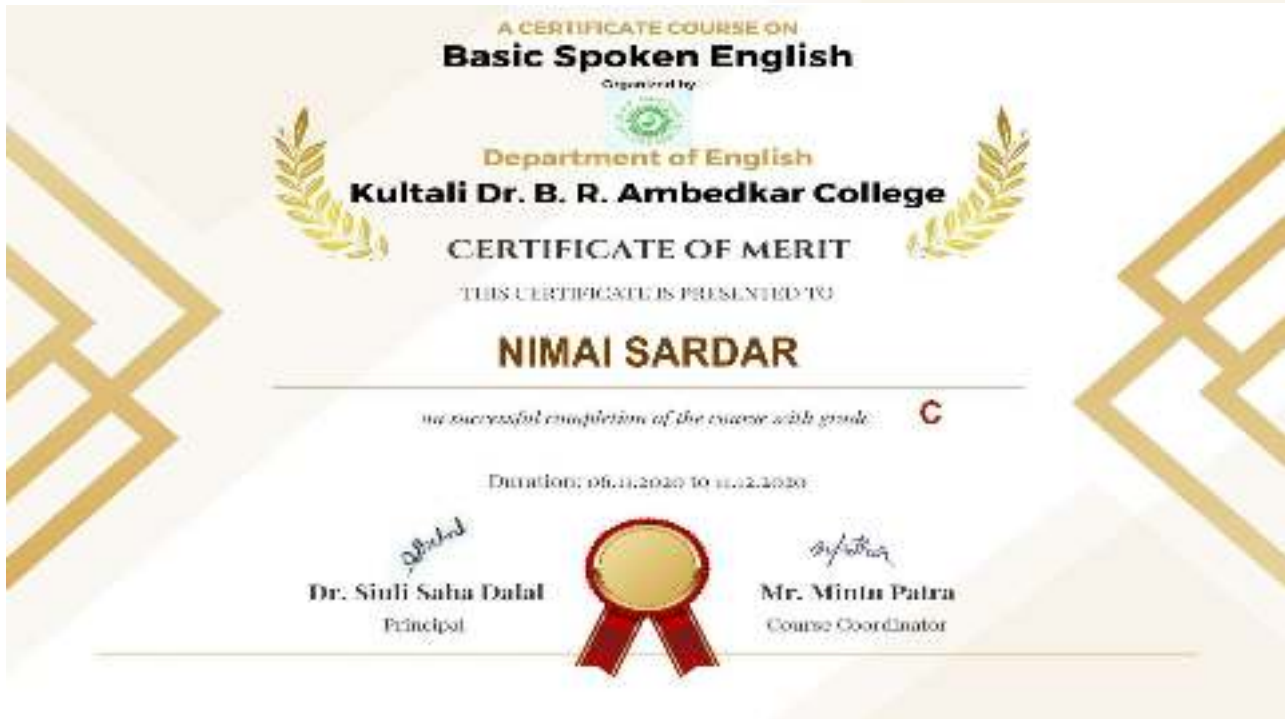 A CERTIFICATE COURSE ON
Basic Spoken English
Organized by
Department of English
Kultali Dr. B. R. Ambedkar College
CERTIFICATE OF MERIT
THIS CERTIFICATE IS PRESENTED TO
NIMAI SARDAR
on successful completion of the course with grade C
Duration: 06.11.2020 to 11.12.2020
Dr. Siuli Saha Dalal
Principal
Mr. Mintu Patra
Course Coordinator